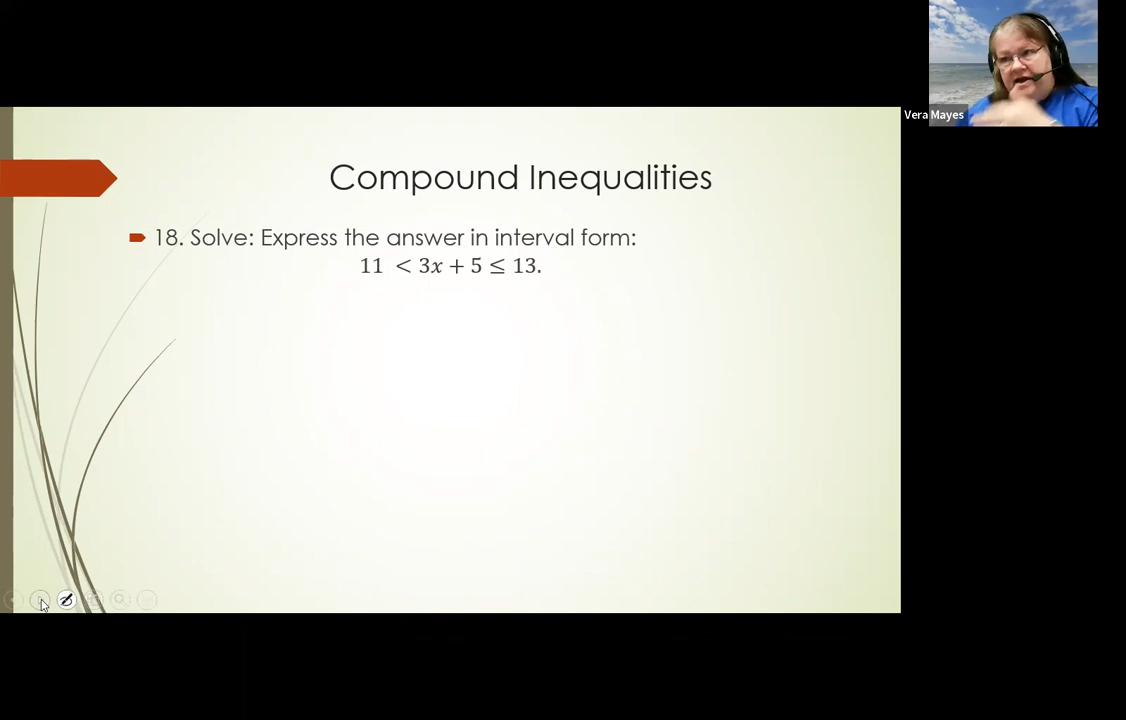 Vera Mayes
Compound Inequalities
18. Solve: Express the answer in interval form:
11 < 3x + 5 ≤ 13.